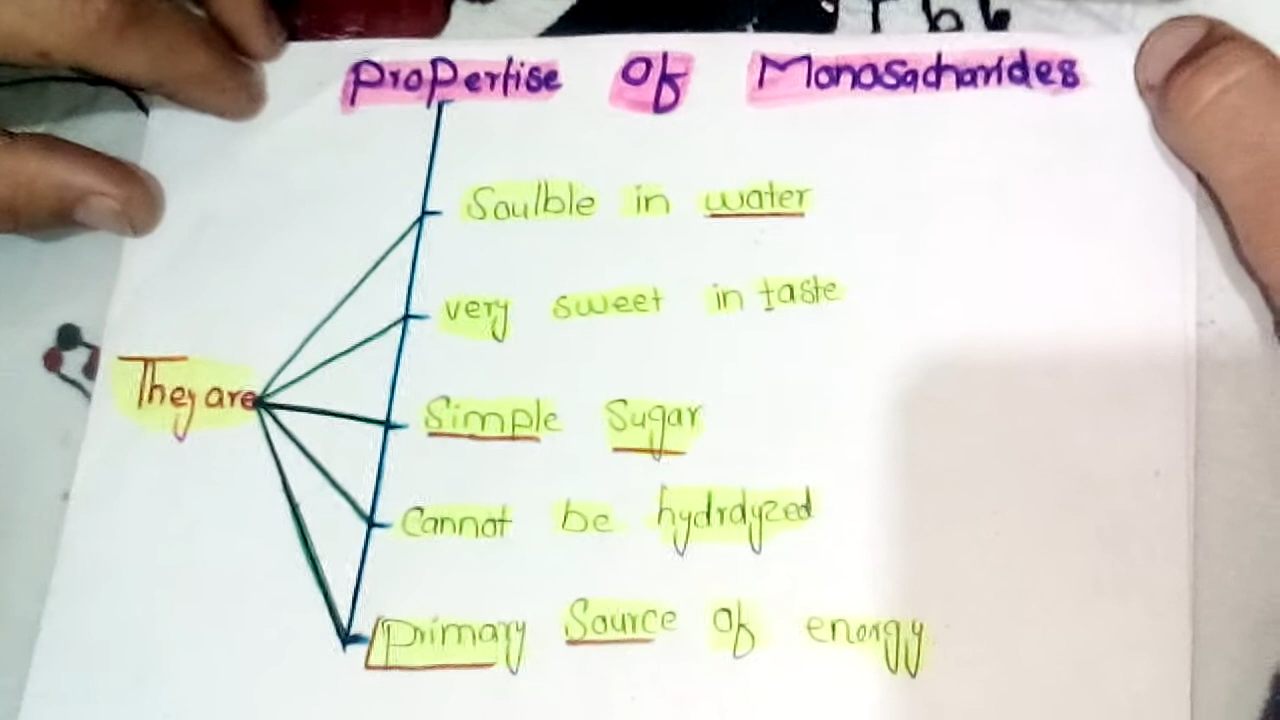 Propertise of Monosacharides
Soulble in water
very sweet in taste
They are
Simple Sugar
Cannot be hydrolyzed
primary Source of energy